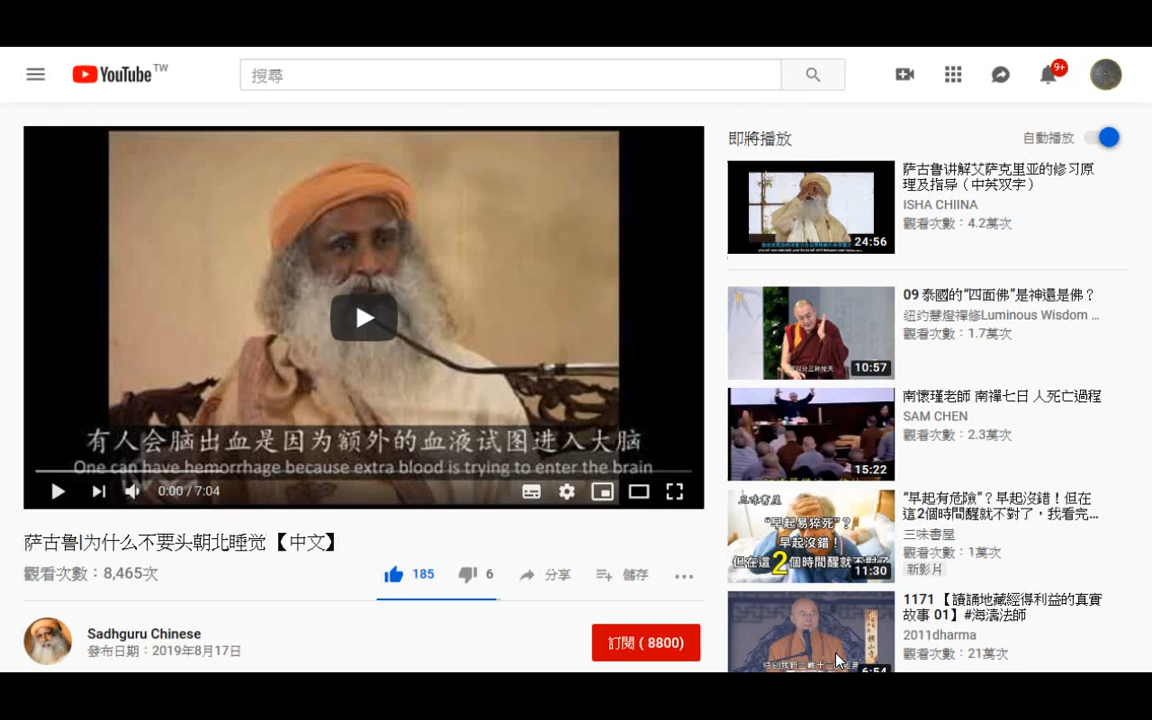 YouTube TW
搜尋
9+
有人会脑出血是因为额外的血液试图进入大脑
One can have hemorrhage because extra blood is trying to enter the brain
0:00 / 7:04
萨古鲁|为什么不要头朝北睡觉 【中文】
觀看次數：8,465次
185
6
分享
儲存
Sadhguru Chinese
發布日期：2019年8月17日
訂閱 ( 8800)
即將播放
自動播放
24:56
萨古鲁讲解艾萨克里亚的修习原
理及指导（中英双字）
ISHA CHIINA
觀看次數：4.2萬次
10:57
09 泰國的“四面佛”是神還是佛？
纽约慧燈禪修Luminous Wisdom ...
觀看次數：1.7萬次
15:22
南懷瑾老師 南禪七日 人死亡過程
SAM CHEN
觀看次數：2.3萬次
三味書屋
“早起易猝死”？
早起沒錯！
但在這2個時間醒就不對了
11:30
“早起有危險”？早起沒錯！但在
這2個時間醒就不對了，我看完...
三味書屋
觀看次數：1萬次
新影片
6:54
1171 【讀誦地藏經得利益的真實
故事 01】#海濤法師
2011dharma
觀看次數：21萬次